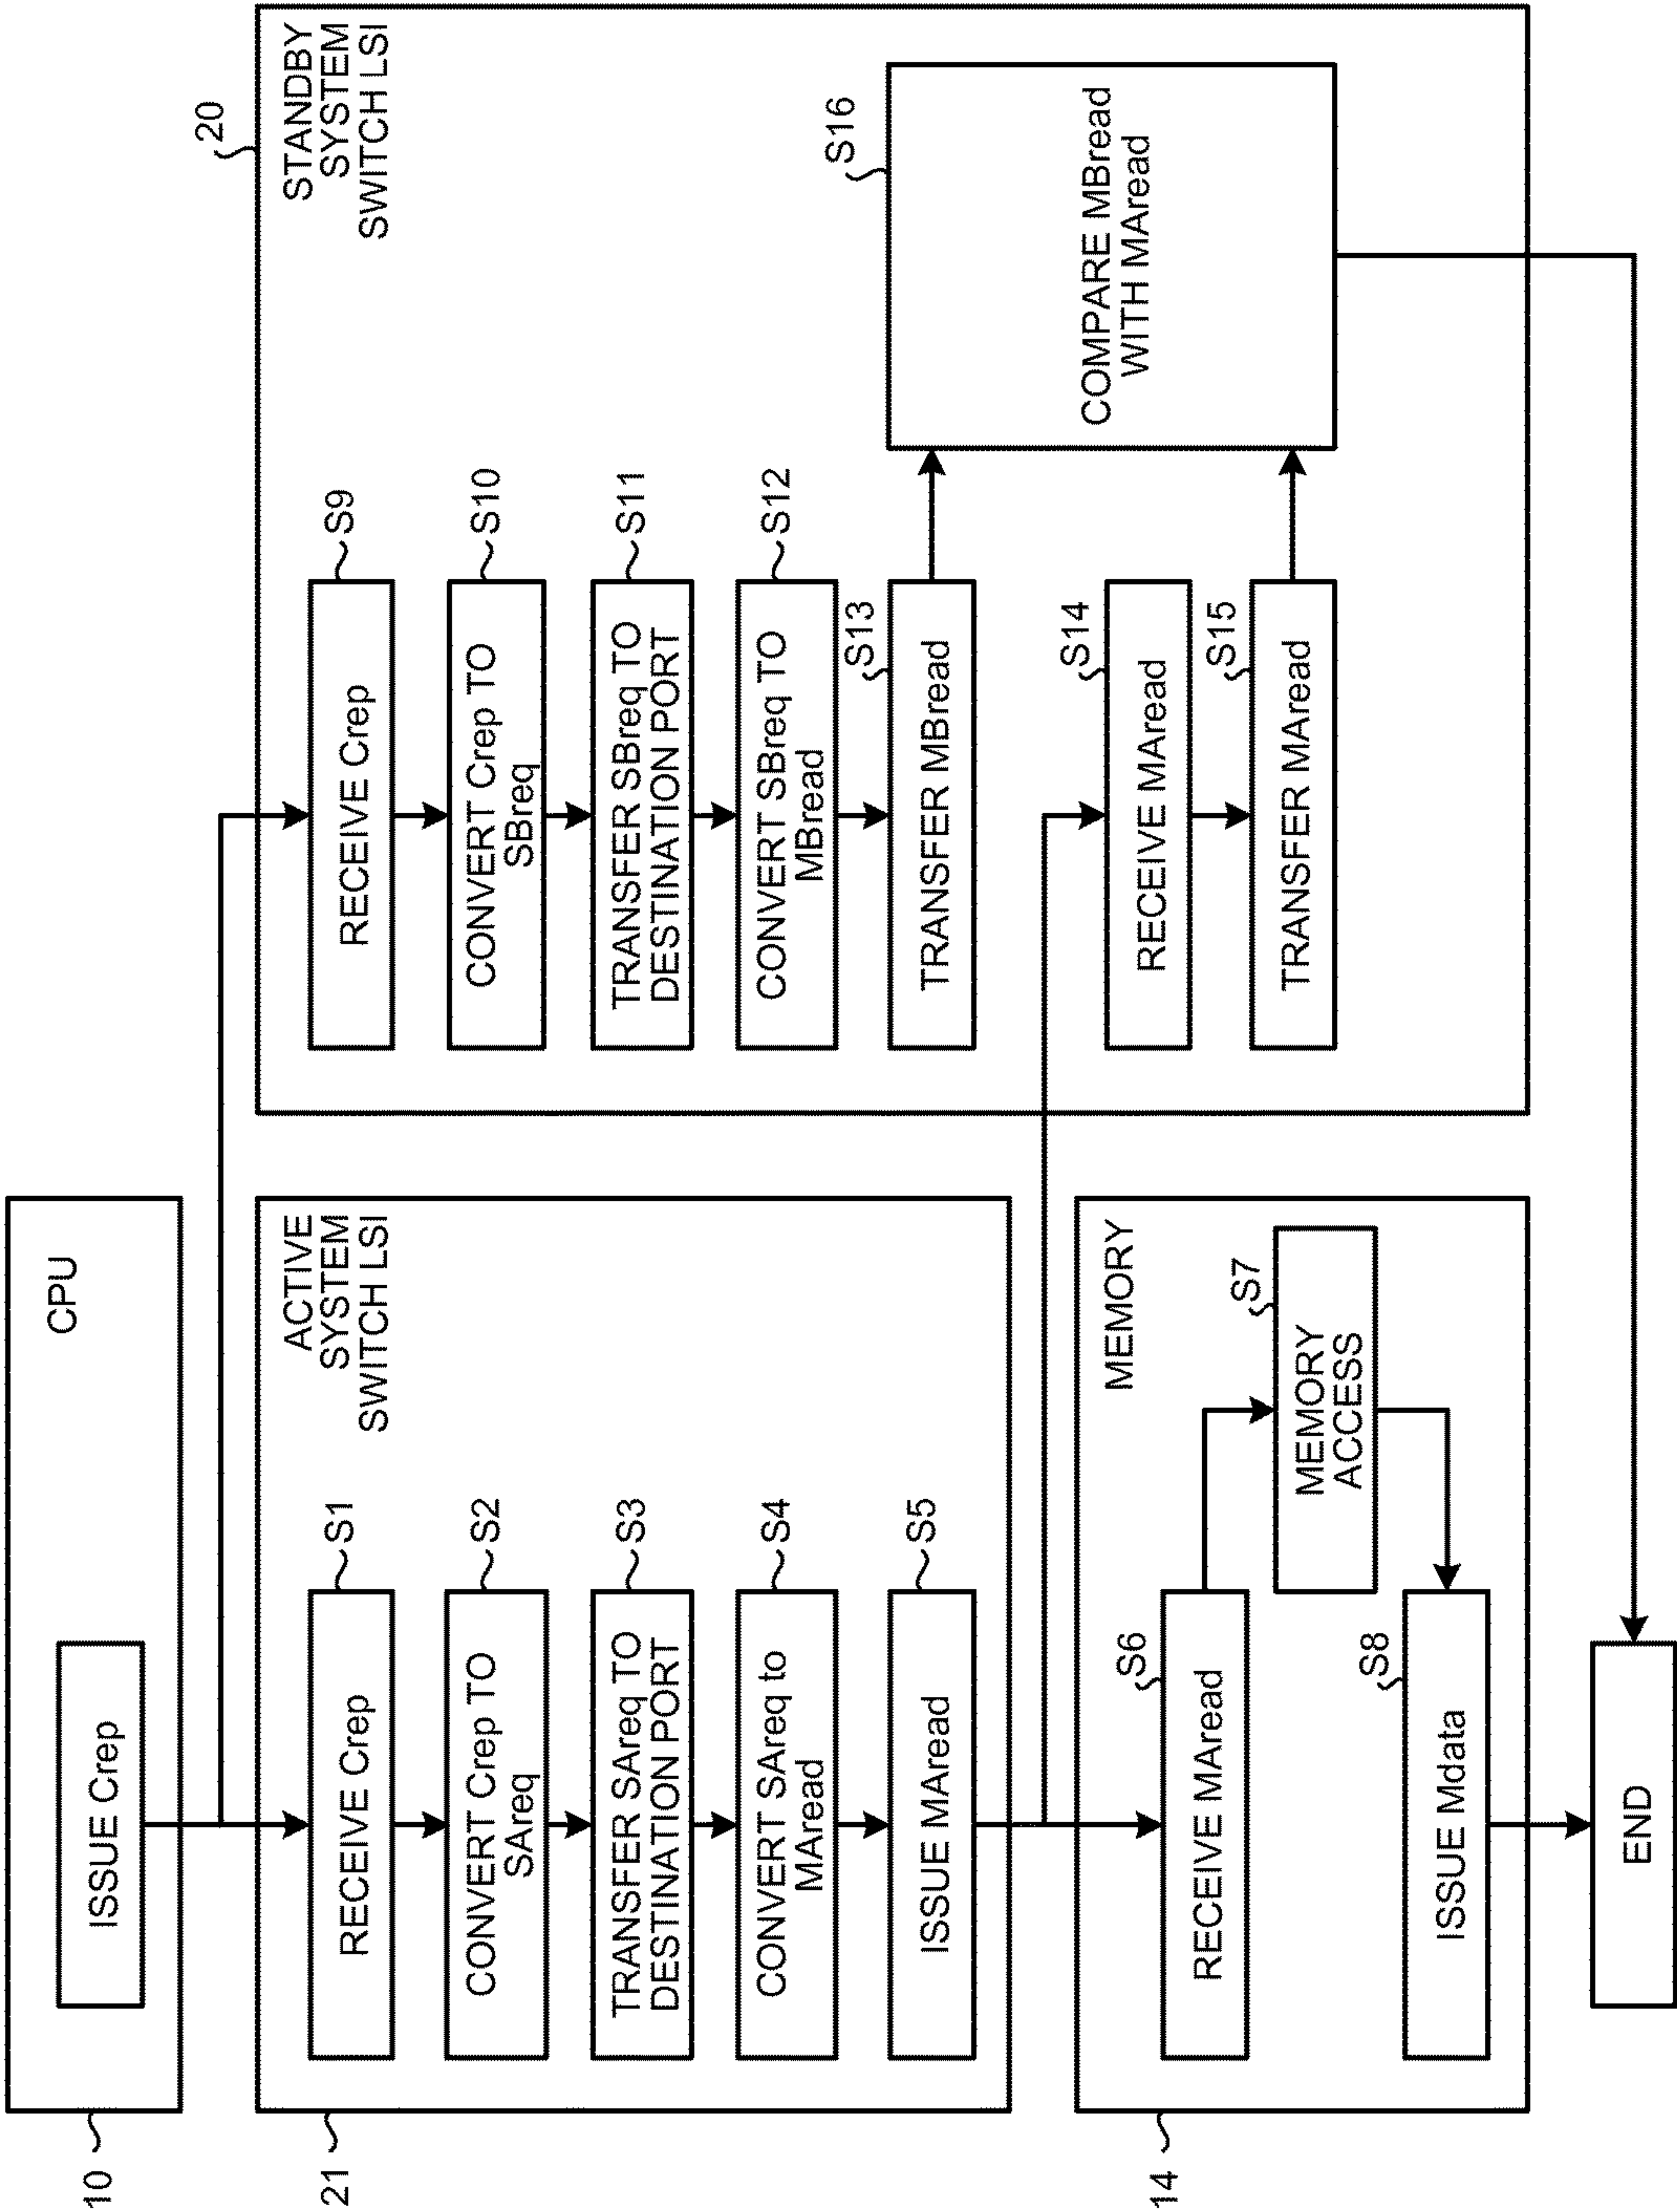 10
CPU
ISSUE Crep
21
ACTIVE
SYSTEM
SWITCH LSI
RECEIVE Crep
S1
CONVERT Crep TO
SAreq
S2
TRANSFER SAreq TO
DESTINATION PORT
S3
CONVERT SAreq to
MAread
S4
ISSUE MAread
S5
14
MEMORY
RECEIVE MAread
S6
MEMORY
ACCESS
S7
ISSUE Mdata
S8
END
20
STANDBY
SYSTEM
SWITCH LSI
RECEIVE Crep
S9
CONVERT Crep TO
SBreq
S10
TRANSFER SBreq TO
DESTINATION PORT
S11
CONVERT SBreq TO
MBread
S12
TRANSFER MBread
S13
RECEIVE MAread
S14
TRANSFER MAread
S15
COMPARE MBread
WITH MAread
S16